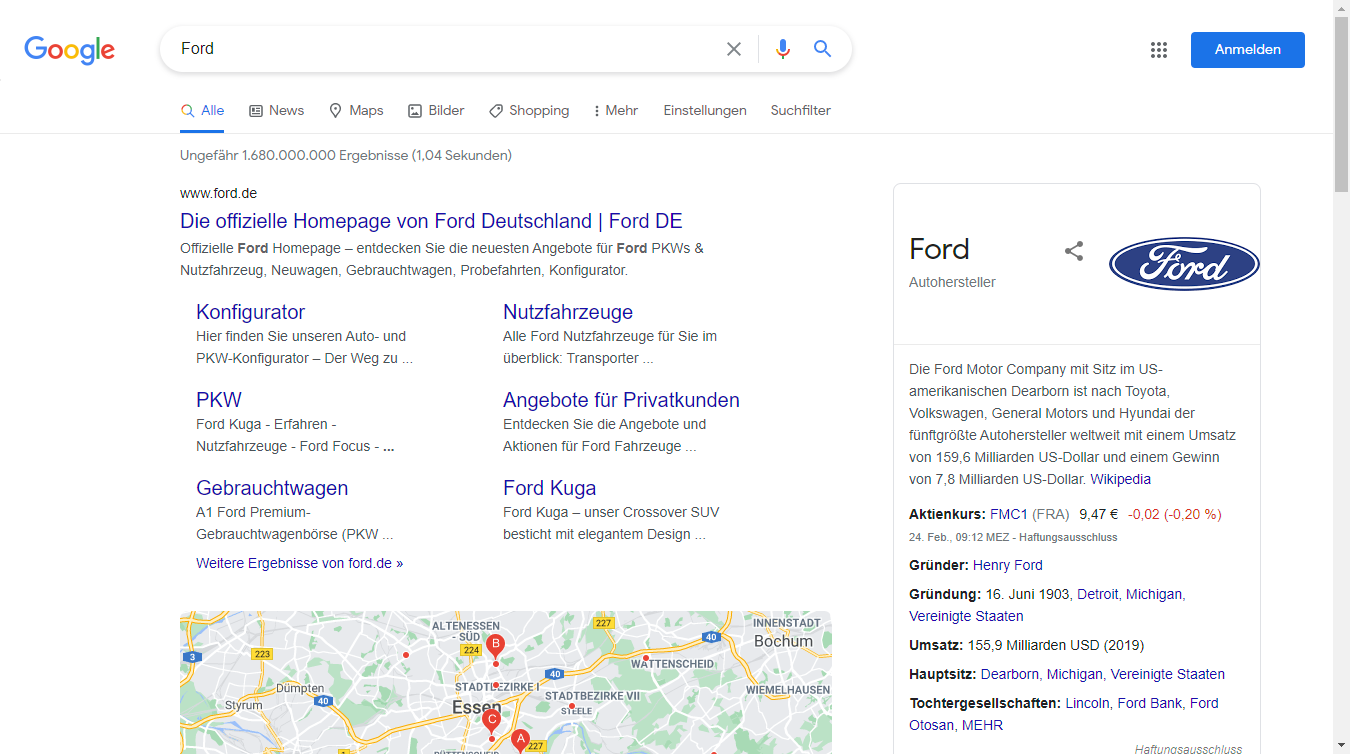 Google
Ford
Anmelden
Alle
News
Maps
Bilder
Shopping
Mehr
Einstellungen
Suchfilter
Ungefähr 1.680.000.000 Ergebnisse (1,04 Sekunden)
www.ford.de
Die offizielle Homepage von Ford Deutschland | Ford DE
Offizielle Ford Homepage – entdecken Sie die neuesten Angebote für Ford PKWs &
Nutzfahrzeug, Neuwagen, Gebrauchtwagen, Probefahrten, Konfigurator.
Konfigurator
Hier finden Sie unseren Auto- und
PKW-Konfigurator – Der Weg zu ...
Nutzfahrzeuge
Alle Ford Nutzfahrzeuge für Sie im
überblick: Transporter ...
PKW
Ford Kuga - Erfahren -
Nutzfahrzeuge - Ford Focus - ...
Angebote für Privatkunden
Entdecken Sie die Angebote und
Aktionen für Ford Fahrzeuge ...
Gebrauchtwagen
A1 Ford Premium-
Gebrauchtwagenbörse (PKW ...
Ford Kuga
Ford Kuga – unser Crossover SUV
besticht mit elegantem Design ...
Weitere Ergebnisse von ford.de »
ALTENESSEN
- SÜD
227
INNENSTADT
Bochum
40
B
224
223
3
WATTENSCHEID
40
Dümpten
STADTBEZIRKE I
STADTBEZIRKE VII
WIEMELHAUSEN
Styrum
40
Essen
STEELE
C
A
227
Ford
Autohersteller
Ford
Die Ford Motor Company mit Sitz im US-
amerikanischen Dearborn ist nach Toyota,
Volkswagen, General Motors und Hyundai der
fünftgrößte Autohersteller weltweit mit einem Umsatz
von 159,6 Milliarden US-Dollar und einem Gewinn
von 7,8 Milliarden US-Dollar. Wikipedia
Aktienkurs: FMC1 (FRA) 9,47 € -0,02 (-0,20 %)
24. Feb., 09:12 MEZ - Haftungsausschluss
Gründer: Henry Ford
Gründung: 16. Juni 1903, Detroit, Michigan,
Vereinigte Staaten
Umsatz: 155,9 Milliarden USD (2019)
Hauptsitz: Dearborn, Michigan, Vereinigte Staaten
Tochtergesellschaften: Lincoln, Ford Bank, Ford
Otosan, MEHR
Haftungsausschluss